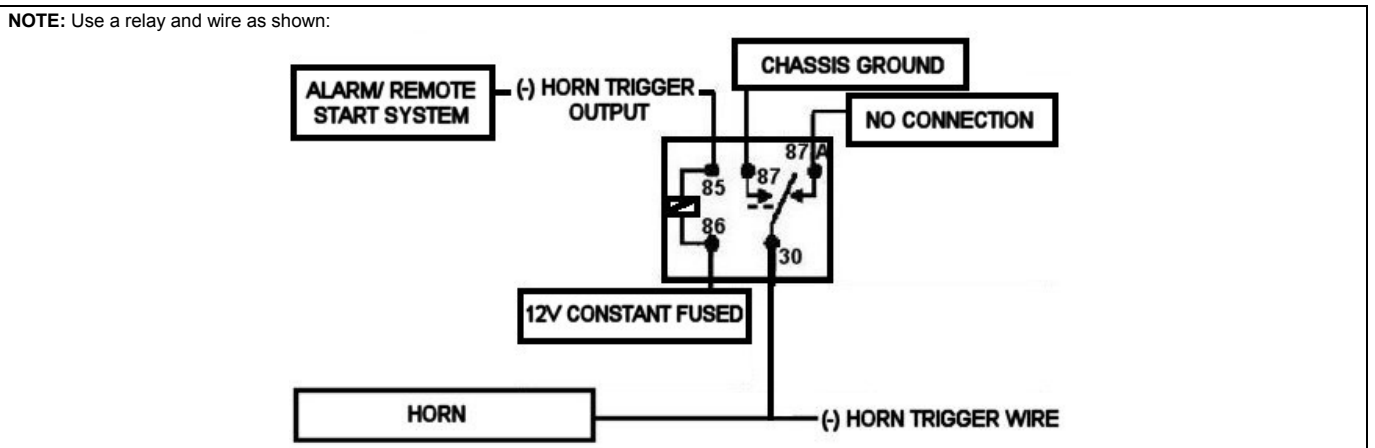 NOTE: Use a relay and wire as shown:
CHASSIS GROUND
ALARM/ REMOTE
START SYSTEM
(-) HORN TRIGGER
OUTPUT
NO CONNECTION
87 A
87
85
86
30
12V CONSTANT FUSED
HORN
(-) HORN TRIGGER WIRE